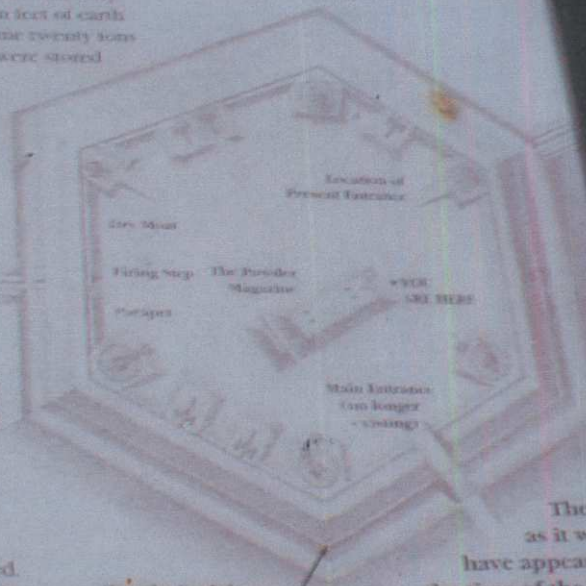 feet of earth
twenty tons
were stored
Location of
Present Entrance
Dry Moat
Firing Step
The Powder
Magazine
Parapet
• YOU
ARE HERE
Main Entrance
(no longer
existing)
The
as it w
have appea